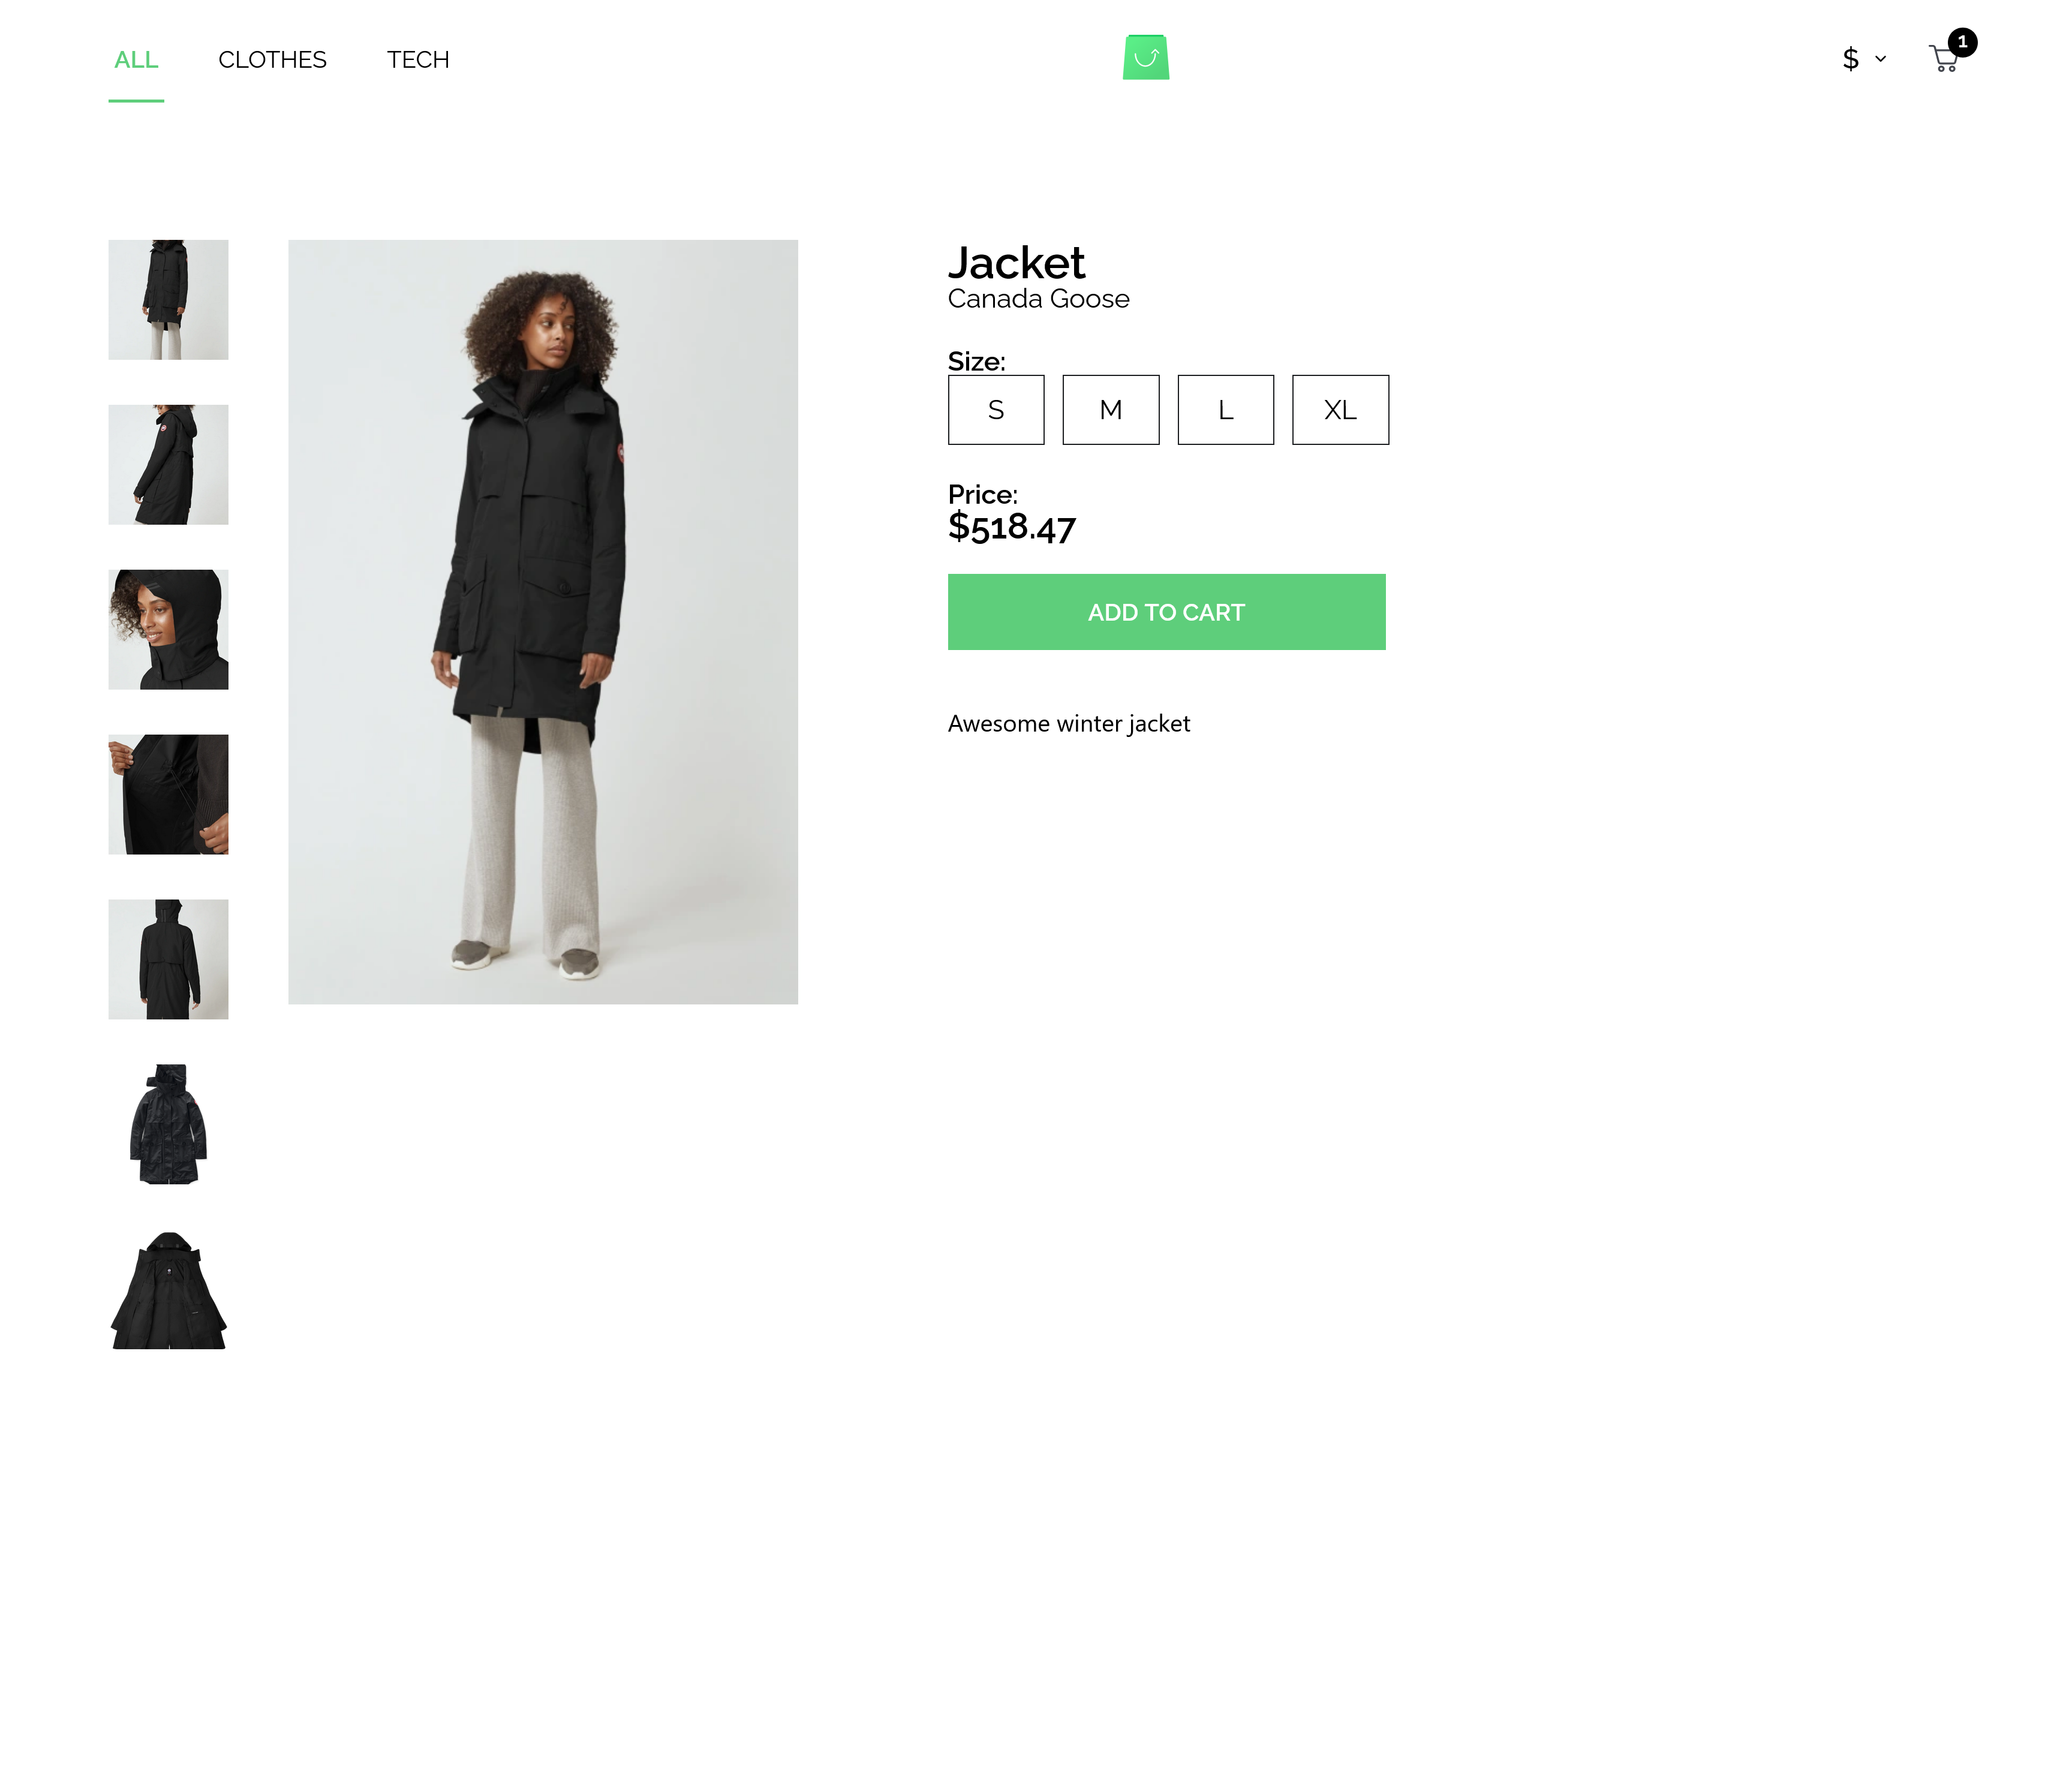 ALL CLOTHES TECH $ 1
Jacket
Canada Goose
Size:
S M L XL
Price:
$518.47
ADD TO CART
Awesome winter jacket